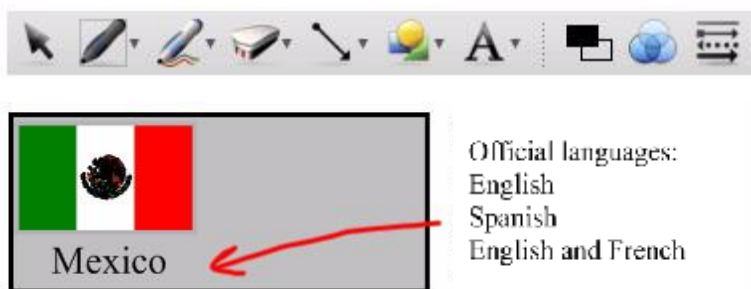 A
Mexico
Official languages:
English
Spanish
English and French